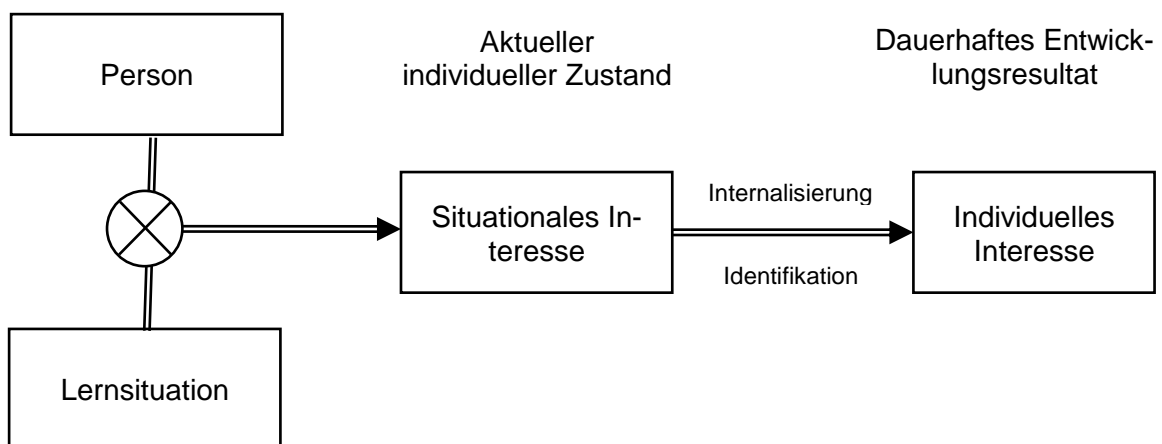 Person
Aktueller
individueller Zustand
Dauerhaftes Entwick-
lungsresultat
Situationales In-
teresse
Internalisierung
Identifikation
Individuelles
Interesse
Lernsituation